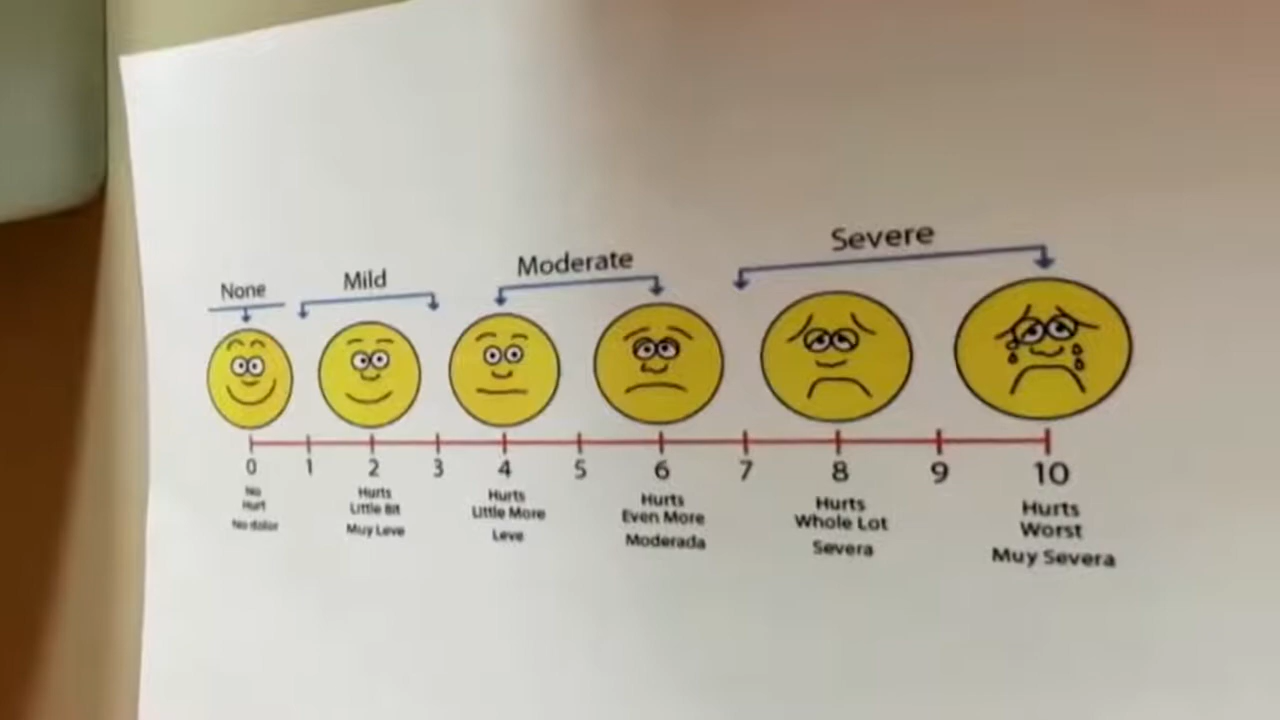 None
Mild
Moderate
Severe
0 1 2 3 4 5 6 7 8 9 10
No
Hurt
No dolor
Hurts
Little Bit
Muy Leve
Hurts
Little More
Leve
Hurts
Even More
Moderada
Hurts
Whole Lot
Severa
Hurts
Worst
Muy Severa